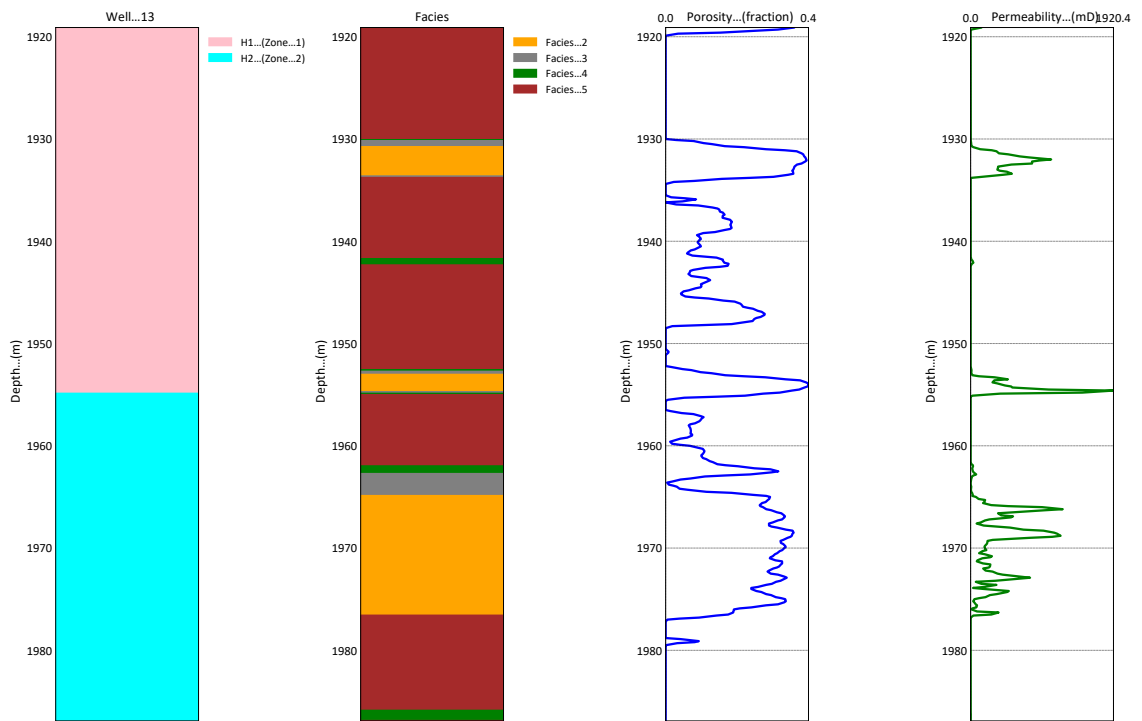 Well...13
H1...(Zone...1)
H2...(Zone...2)
Depth...(m)
1920
1930
1940
1950
1960
1970
1980
Facies
Facies...2
Facies...3
Facies...4
Facies...5
Depth...(m)
1920
1930
1940
1950
1960
1970
1980
0.0 Porosity...(fraction) 0.4
Depth...(m)
1920
1930
1940
1950
1960
1970
1980
0.0 Permeability...(mD) 1920.4
Depth...(m)
1920
1930
1940
1950
1960
1970
1980